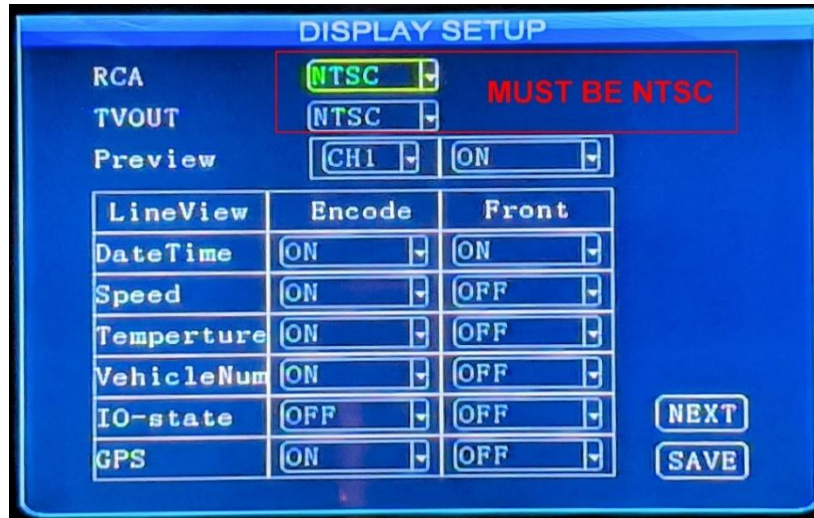 DISPLAY SETUP
RCA NTSC MUST BE NTSC
TVOUT NTSC
Preview CH1 ON
LineView Encode Front
DateTime ON ON
Speed ON OFF
Temperture ON OFF
VehicleNum ON OFF
IO-state OFF OFF NEXT
GPS ON OFF SAVE